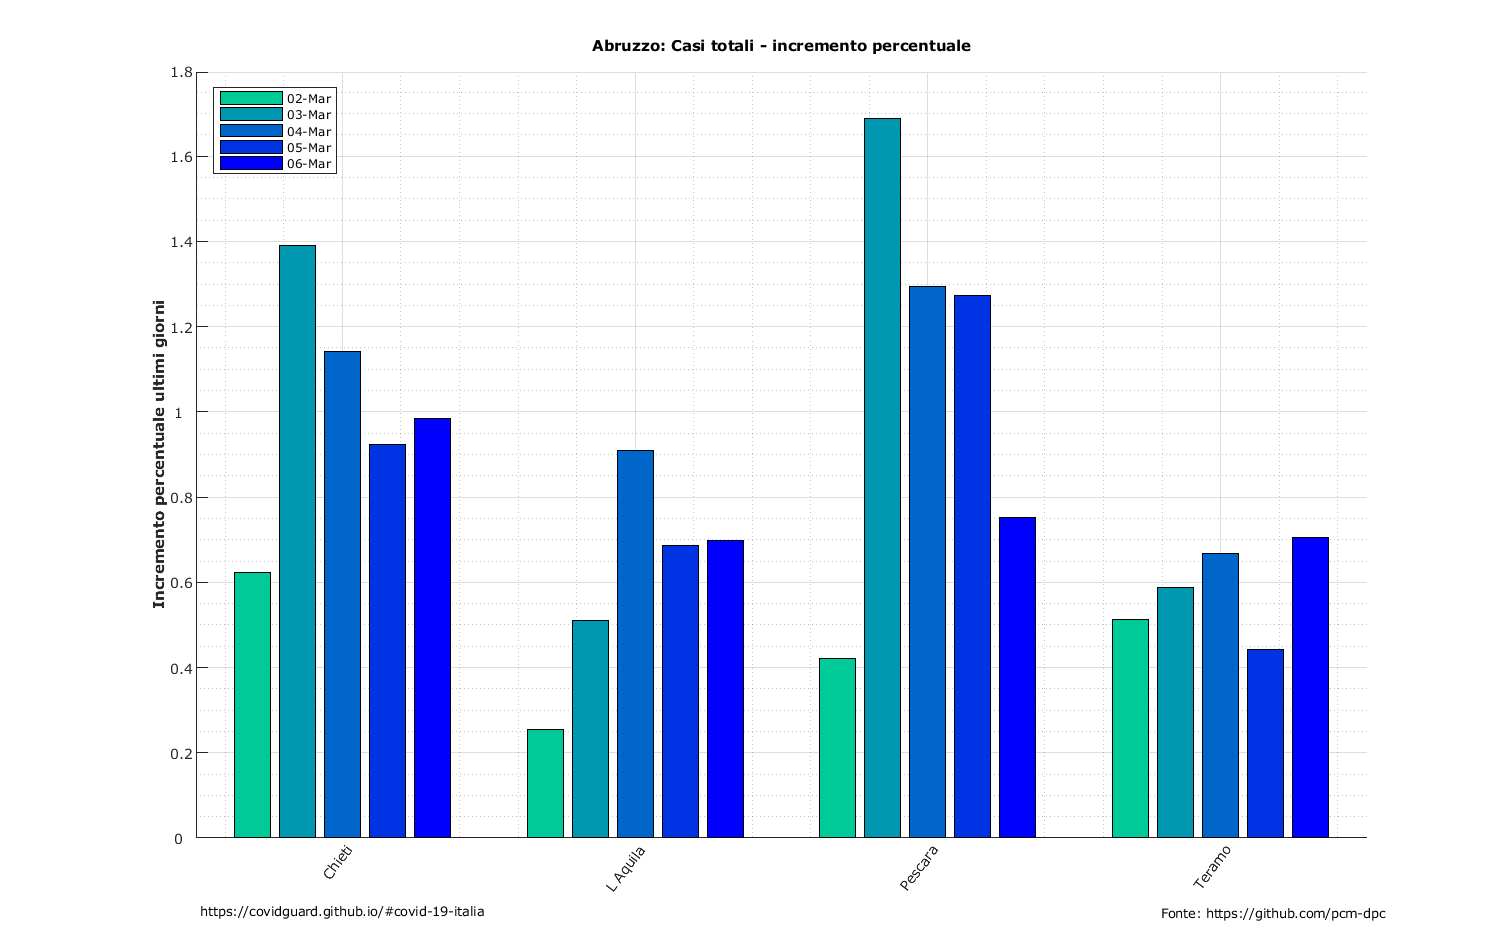 Abruzzo: Casi totali - incremento percentuale
1.8
1.6
1.4
1.2
1
0.8
0.6
0.4
0.2
0
Incremento percentuale ultimi giorni
02-Mar
03-Mar
04-Mar
05-Mar
06-Mar
Chieti
L Aquila
Pescara
Teramo
https://covidguard.github.io/#covid-19-italia
Fonte: https://github.com/pcm-dpc